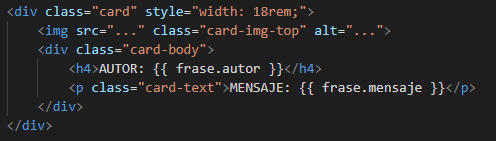 <div class="card" style="width: 18rem;">
    <img src="..." class="card-img-top" alt="...">
    <div class="card-body">
        <h4>AUTOR: {{ frase.autor }}</h4>
        <p class="card-text">MENSAJE: {{ frase.mensaje }}</p>
    </div>
</div>